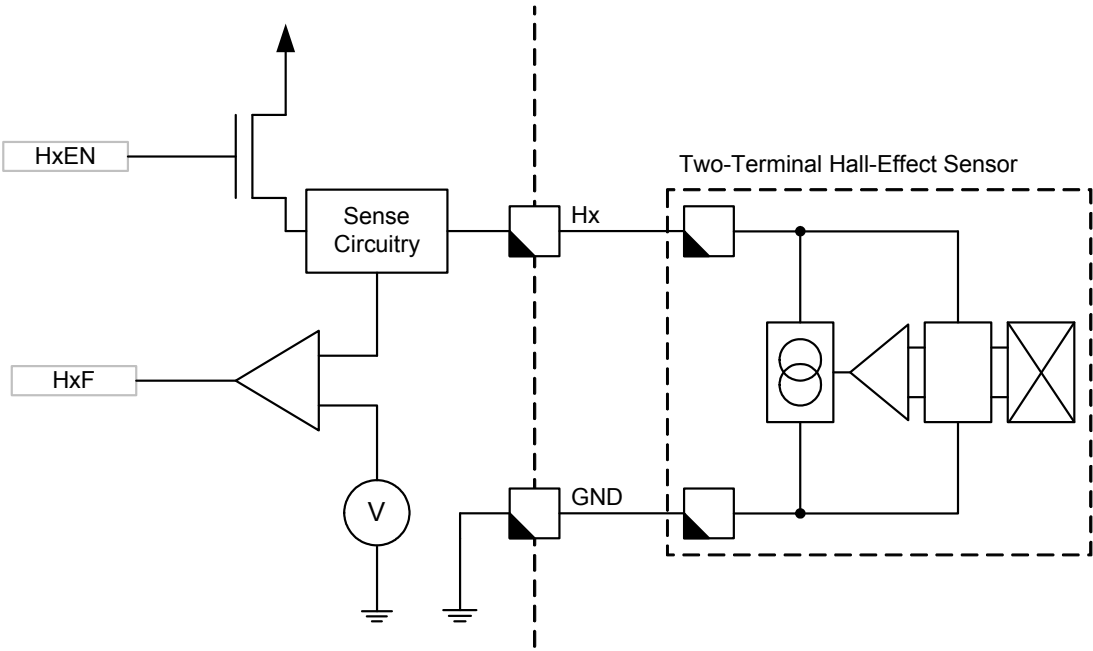 HxEN
Two-Terminal Hall-Effect Sensor
Sense
Circuitry
Hx
HxF
GND
V